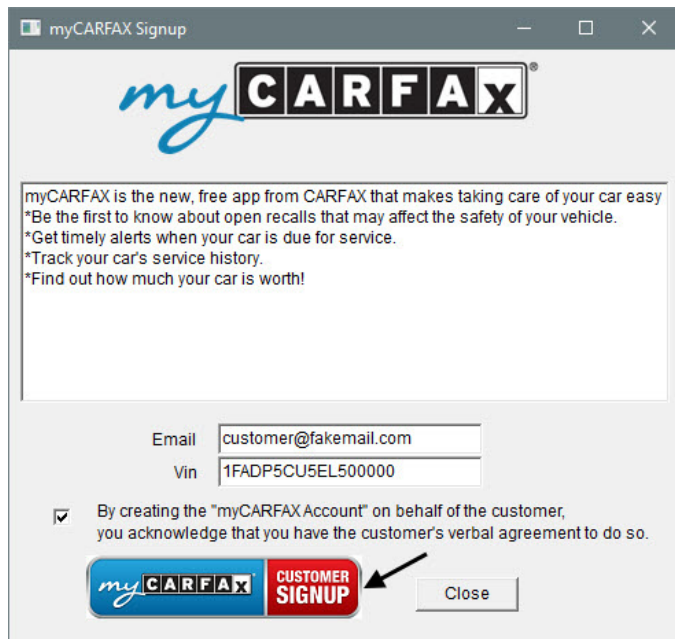 myCARFAX Signup
my CARFAX®
myCARFAX is the new, free app from CARFAX that makes taking care of your car easy
*Be the first to know about open recalls that may affect the safety of your vehicle.
*Get timely alerts when your car is due for service.
*Track your car's service history.
*Find out how much your car is worth!
Email customer@fakemail.com
Vin 1FADP5CU5EL500000
By creating the "myCARFAX Account" on behalf of the customer,
you acknowledge that you have the customer's verbal agreement to do so.
my CARFAX CUSTOMER
SIGNUP
Close